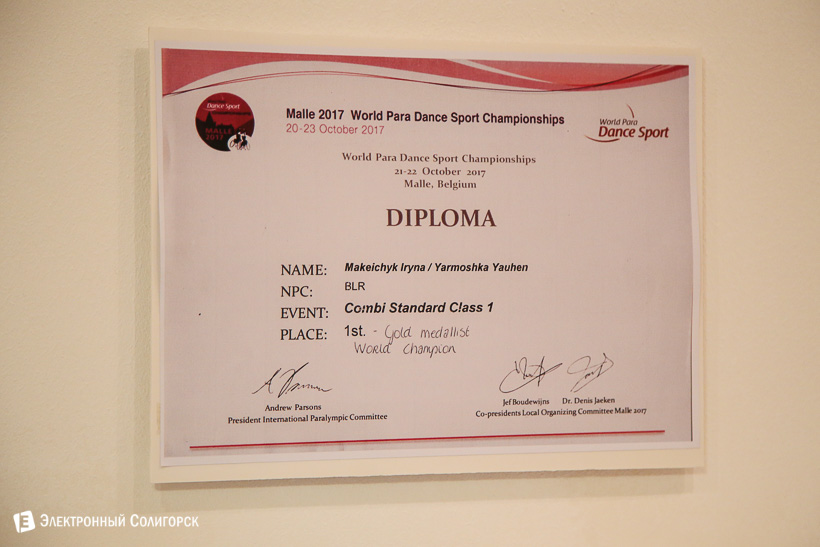 Dance Sport
MALLE
2017
Malle 2017 World Para Dance Sport Championships
20-23 October 2017
World Para
Dance Sport
World Para Dance Sport Championships
21-22 October 2017
Malle, Belgium
DIPLOMA
NAME: Makeichyk Iryna / Yarmoshka Yauhen
NPC: BLR
EVENT: Combi Standard Class 1
PLACE: 1st. - Gold medallist
World Champion
Andrew Parsons
President International Paralympic Committee
Jef Boudewijns Dr. Denis Jaeken
Co-presidents Local Organizing Committee Malle 2017
E Электронный Солигорск